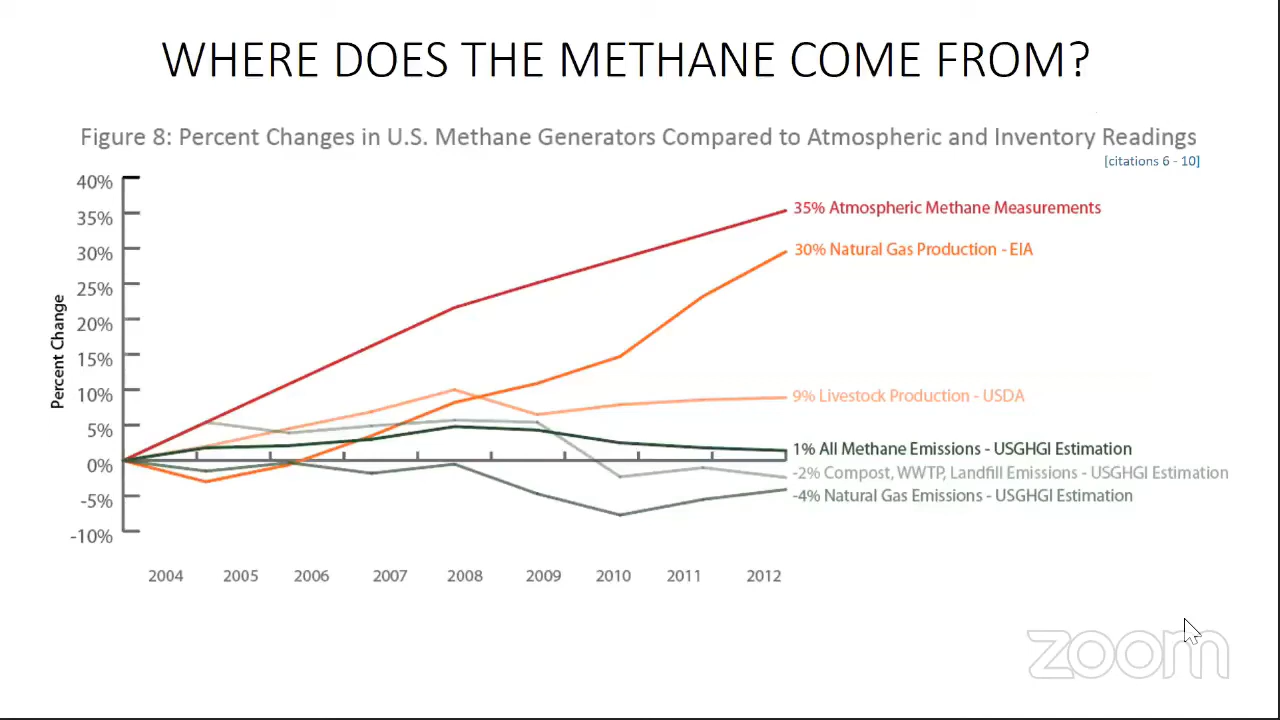 WHERE DOES THE METHANE COME FROM?
Figure 8: Percent Changes in U.S. Methane Generators Compared to Atmospheric and Inventory Readings
[citations 6 - 10]
Percent Change
40%
35%
30%
25%
20%
15%
10%
5%
0%
-5%
-10%
35% Atmospheric Methane Measurements
30% Natural Gas Production - EIA
9% Livestock Production - USDA
1% All Methane Emissions - USGHGI Estimation
-2% Compost, WWTP, Landfill Emissions - USGHGI Estimation
-4% Natural Gas Emissions - USGHGI Estimation
2004 2005 2006 2007 2008 2009 2010 2011 2012
zoom